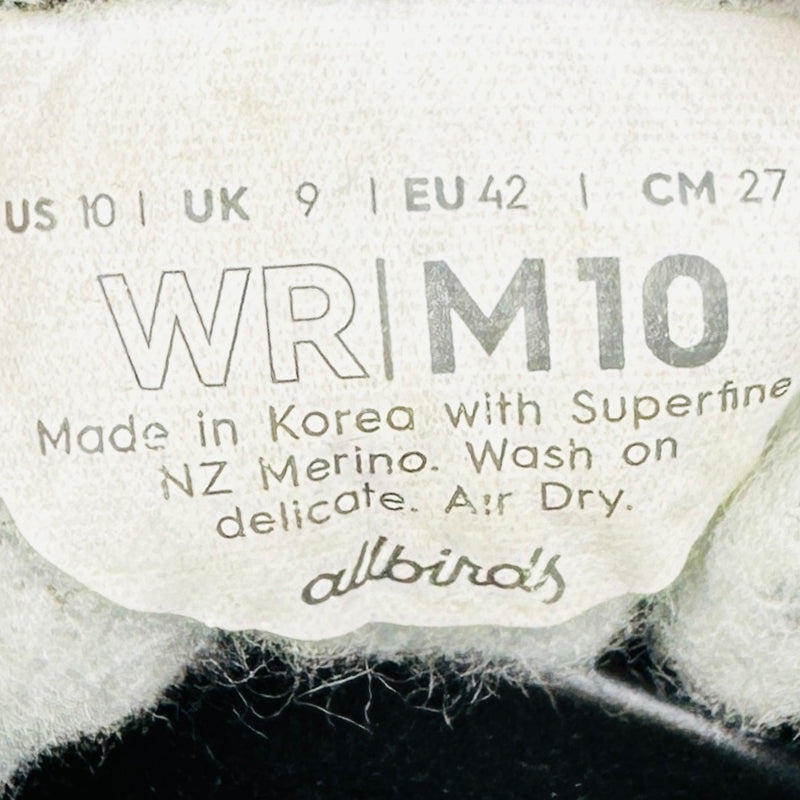 US 10 | UK 9 | EU 42 | CM 27
WR | M 10
Made in Korea with Superfine
NZ Merino. Wash on
delicate. Air Dry.
allbirds